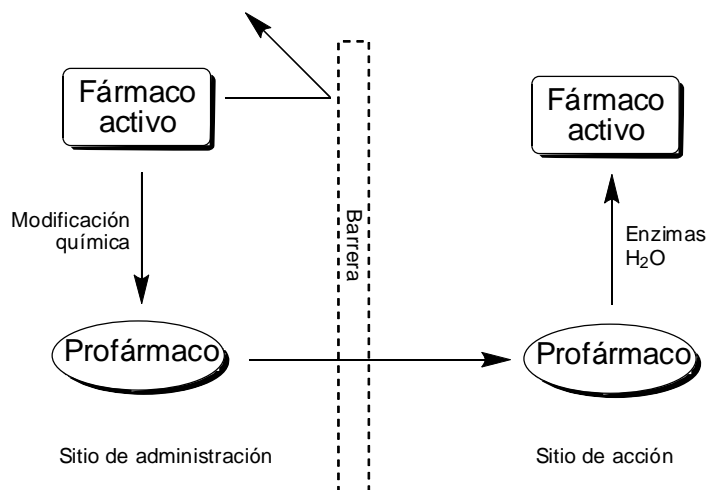 Fármaco
activo
Fármaco
activo
Modificación
química
Barrera
Enzimas
H₂O
Profármaco
Profármaco
Sitio de administración
Sitio de acción